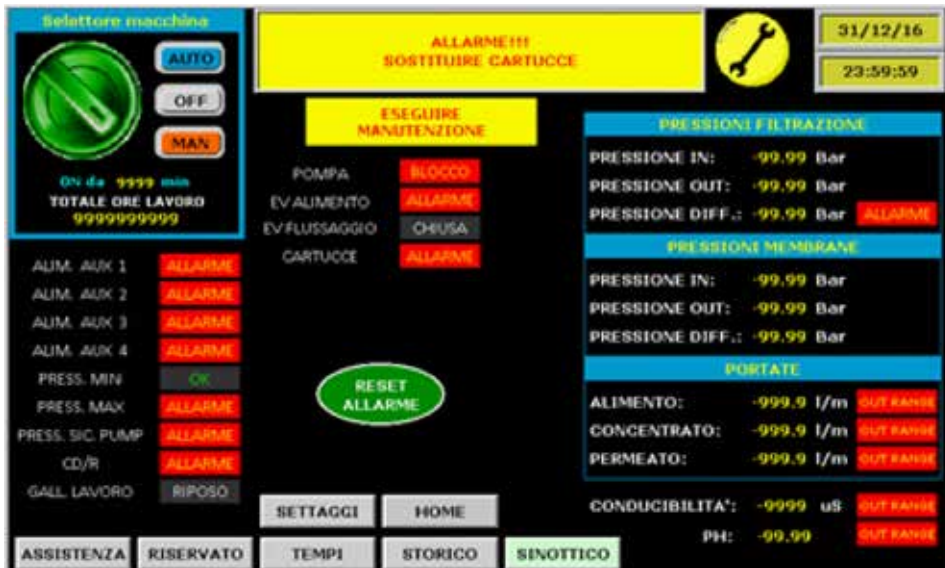 Selettore macchina
AUTO
OFF
MAN
ON da 9999 min
TOTALE ORE LAVORO
9999999999
ALLARME!!!
SOSTITUIRE CARTUCCE
31/12/16
23:59:59
ESEGUIRE
MANUTENZIONE
POMPA BLOCCO
EV ALIMENTO ALLARME
EV FLUSSAGGIO CHIUSA
CARTUCCE ALLARME
ALIM. AUX 1 ALLARME
ALIM. AUX 2 ALLARME
ALIM. AUX 3 ALLARME
ALIM. AUX 4 ALLARME
PRESS. MIN OK
PRESS. MAX ALLARME
PRESS. SIC. PUMP ALLARME
CD/R ALLARME
GALL. LAVORO RIPOSO
RESET
ALLARME
PRESSIONI FILTRAZIONE
PRESSIONE IN: -99.99 Bar
PRESSIONE OUT: -99.99 Bar
PRESSIONE DIFF.: -99.99 Bar ALLARME
PRESSIONI MEMBRANE
PRESSIONE IN: -99.99 Bar
PRESSIONE OUT: -99.99 Bar
PRESSIONE DIFF.: -99.99 Bar
PORTATE
ALIMENTO: -999.9 l/m OUT RANGE
CONCENTRATO: -999.9 l/m OUT RANGE
PERMEATO: -999.9 l/m OUT RANGE
CONDUCIBILITA': -9999 uS OUT RANGE
PH: -99.99 OUT RANGE
SETTAGGI HOME
ASSISTENZA RISERVATO TEMPI STORICO SINOTTICO